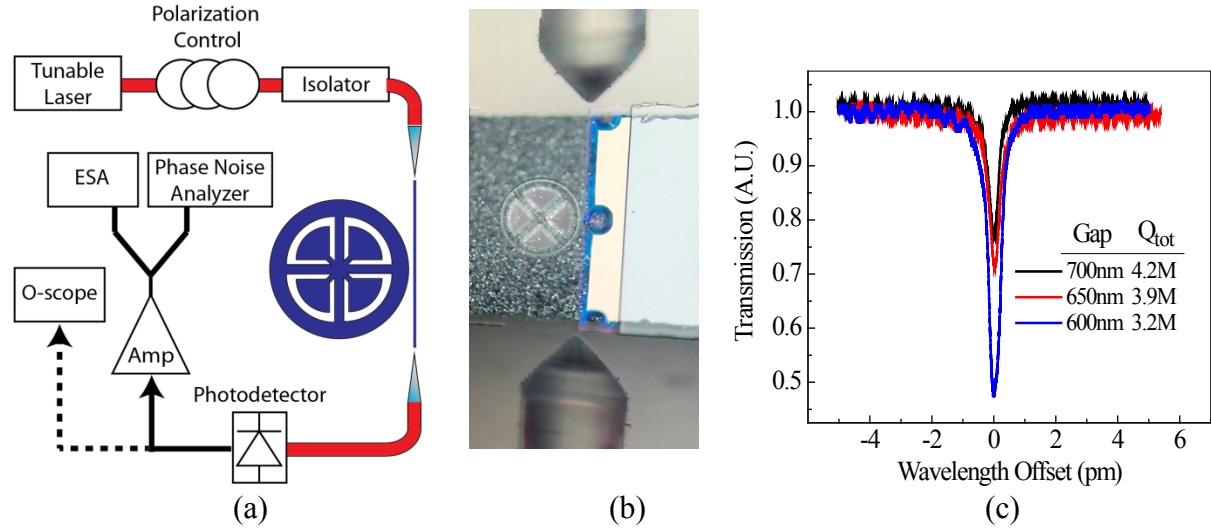 Polarization
Control
Tunable
Laser
Isolator
ESA
Phase Noise
Analyzer
O-scope
Amp
Photodetector
(a)
(b)
Transmission (A.U.)
1.0
0.9
0.8
0.7
0.6
0.5
Gap Qtot
700nm 4.2M
650nm 3.9M
600nm 3.2M
-4 -2 0 2 4 6
Wavelength Offset (pm)
(c)